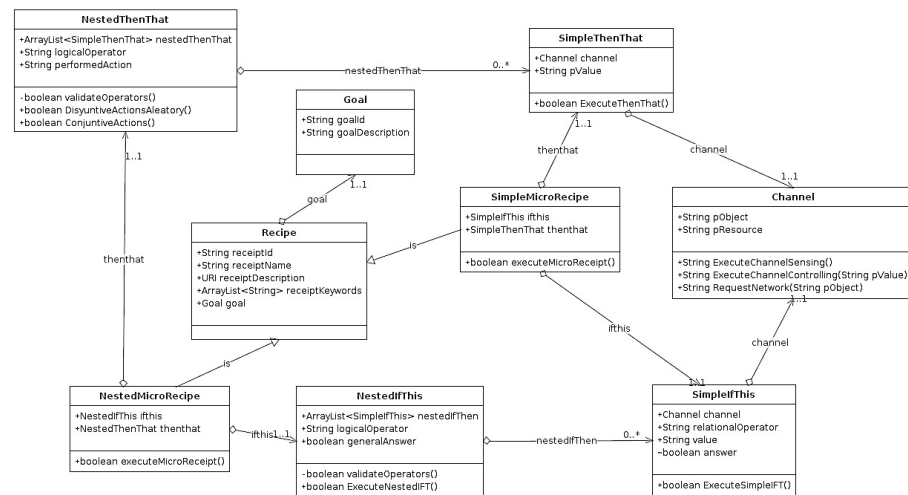 NestedThenThat
+ArrayList<SimpleThenThat> nestedThenThat
+String logicalOperator
+String performedAction
-boolean validateOperators()
+boolean DisyuntiveActionsAleatory()
+boolean ConjuntiveActions()
SimpleThenThat
+Channel channel
+String pValue
+boolean ExecuteThenThat()
nestedThenThat
0..*
Goal
+String goalId
+String goalDescription
1..1
thenthat
1..1
channel
1..1
1..1
goal
SimpleMicroRecipe
+SimpleIfThis ifthis
+SimpleThenThat thenthat
+boolean executeMicroReceipt()
Channel
+String pObject
+String pResource
+String ExecuteChannelSensing()
+String ExecuteChannelControlling(String pValue)
+String RequestNetwork(String pObject)
Recipe
+String receiptId
+String receiptName
+URI receiptDescription
+ArrayList<String> receiptKeywords
+Goal goal
is
thenthat
1..1
ifthis
channel
is
1..1
NestedMicroRecipe
+NestedIfThis ifthis
+NestedThenThat thenthat
+boolean executeMicroReceipt()
ifthis
1..1
NestedIfThis
+ArrayList<SimpleIfThis> nestedIfThen
+String logicalOperator
+boolean generalAnswer
-boolean validateOperators()
+boolean ExecuteNestedIFT()
nestedIfThen
0..*
SimpleIfThis
+Channel channel
+String relationalOperator
+String value
~boolean answer
+boolean ExecuteSimpleIFT()